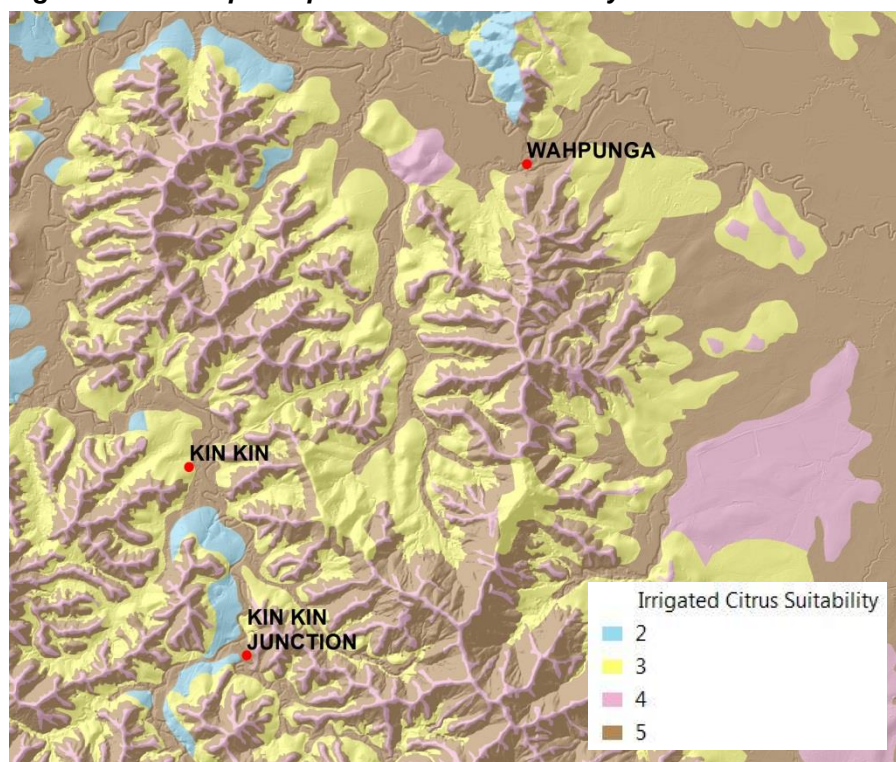 WAHPUNGA
KIN KIN
KIN KIN
JUNCTION
Irrigated Citrus Suitability
2
3
4
5